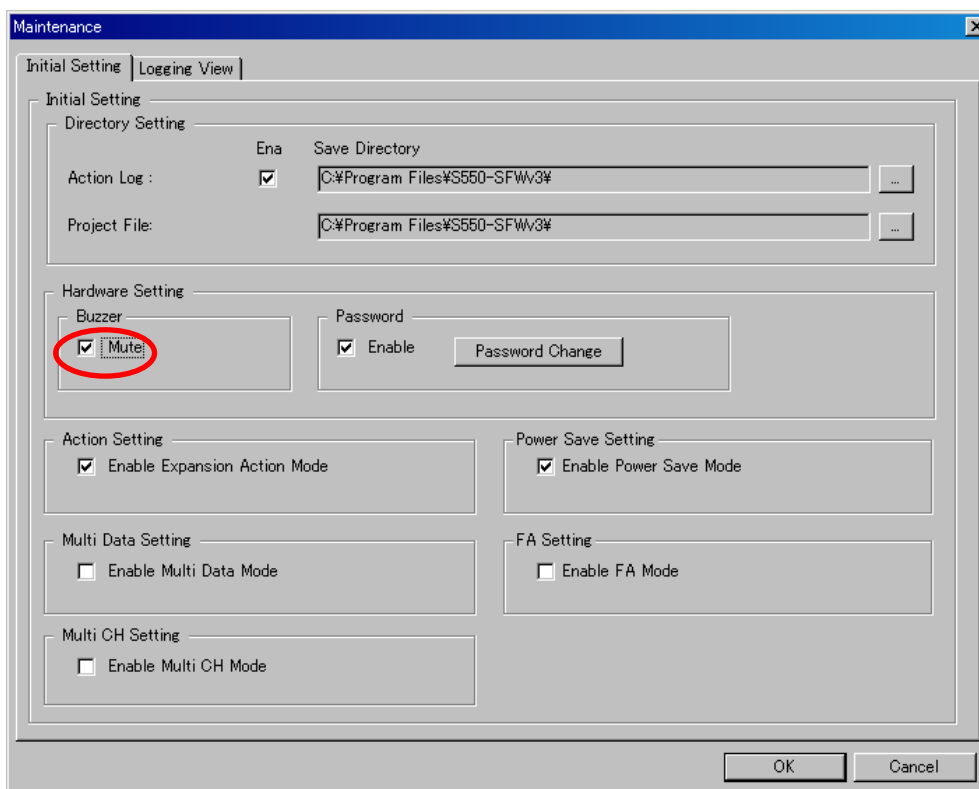 Maintenance
Initial Setting Logging View
Initial Setting
Directory Setting
Ena Save Directory
Action Log : C:¥Program Files¥S550-SFWv3¥ ...
Project File: C:¥Program Files¥S550-SFWv3¥ ...
Hardware Setting
Buzzer Password
Mute Enable Password Change
Action Setting Power Save Setting
Enable Expansion Action Mode Enable Power Save Mode
Multi Data Setting FA Setting
Enable Multi Data Mode Enable FA Mode
Multi CH Setting
Enable Multi CH Mode
OK Cancel